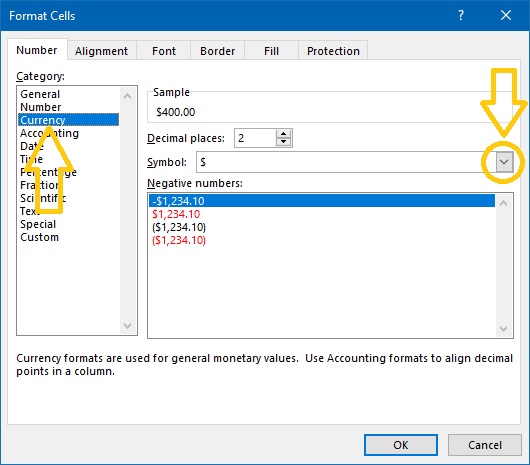 Format Cells
?
Number Alignment Font Border Fill Protection
Category:
General
Number
Currency
Accounting
Date
Time
Percentage
Fraction
Scientific
Text
Special
Custom
Sample
$400.00
Decimal places: 2
Symbol: $
Negative numbers:
-$1,234.10
$1,234.10
($1,234.10)
($1,234.10)
Currency formats are used for general monetary values. Use Accounting formats to align decimal
points in a column.
OK Cancel